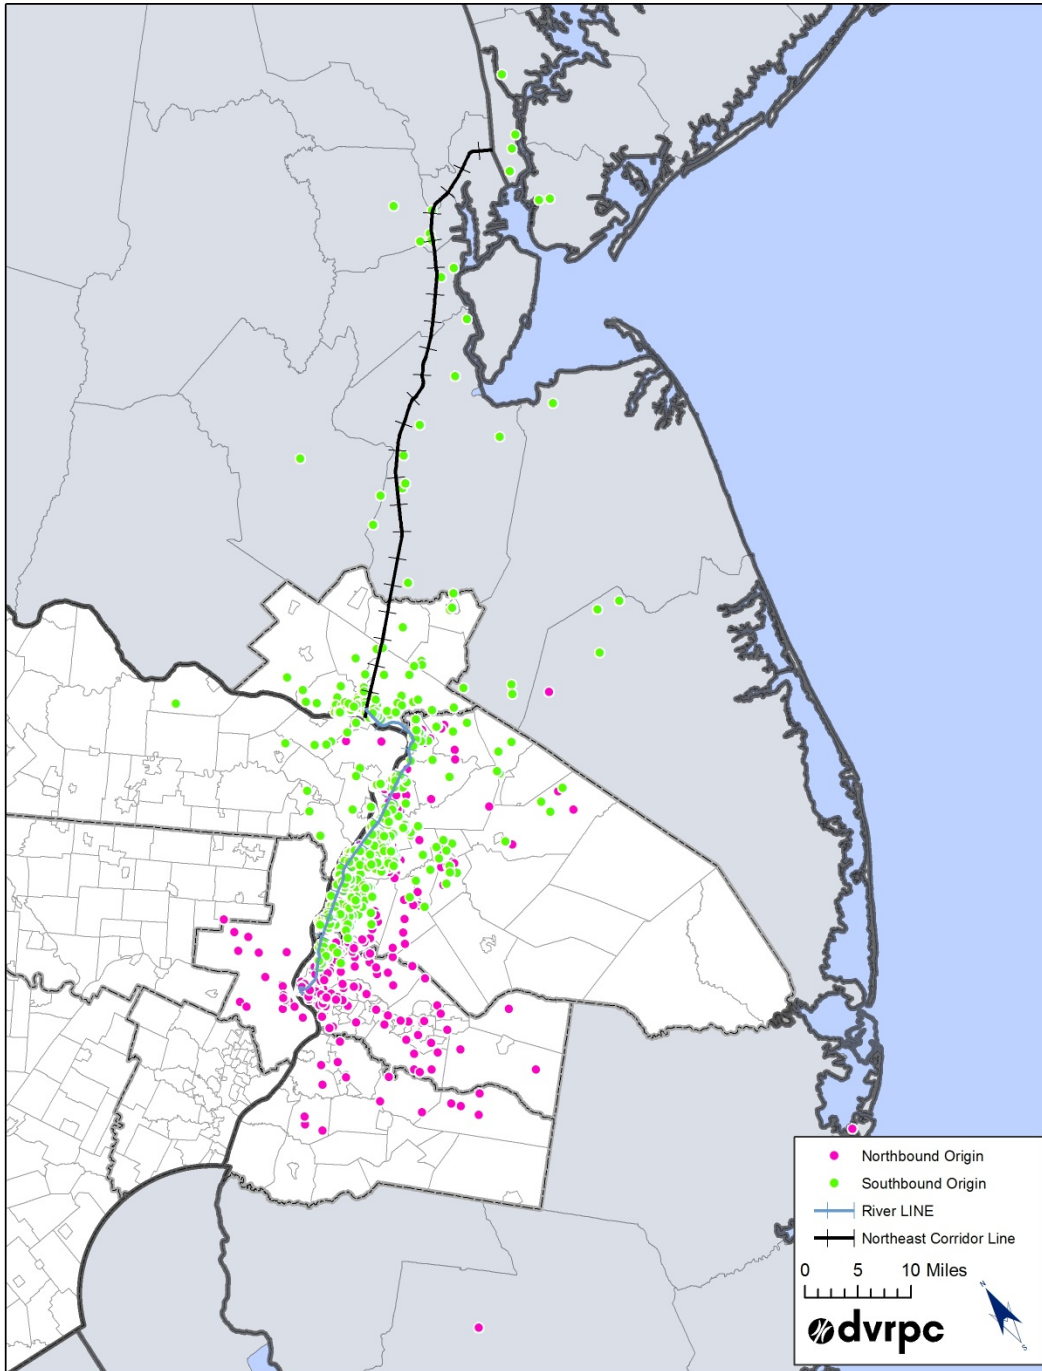 Northbound Origin
Southbound Origin
River LINE
Northeast Corridor Line
0 5 10 Miles
dvrpc
N
S